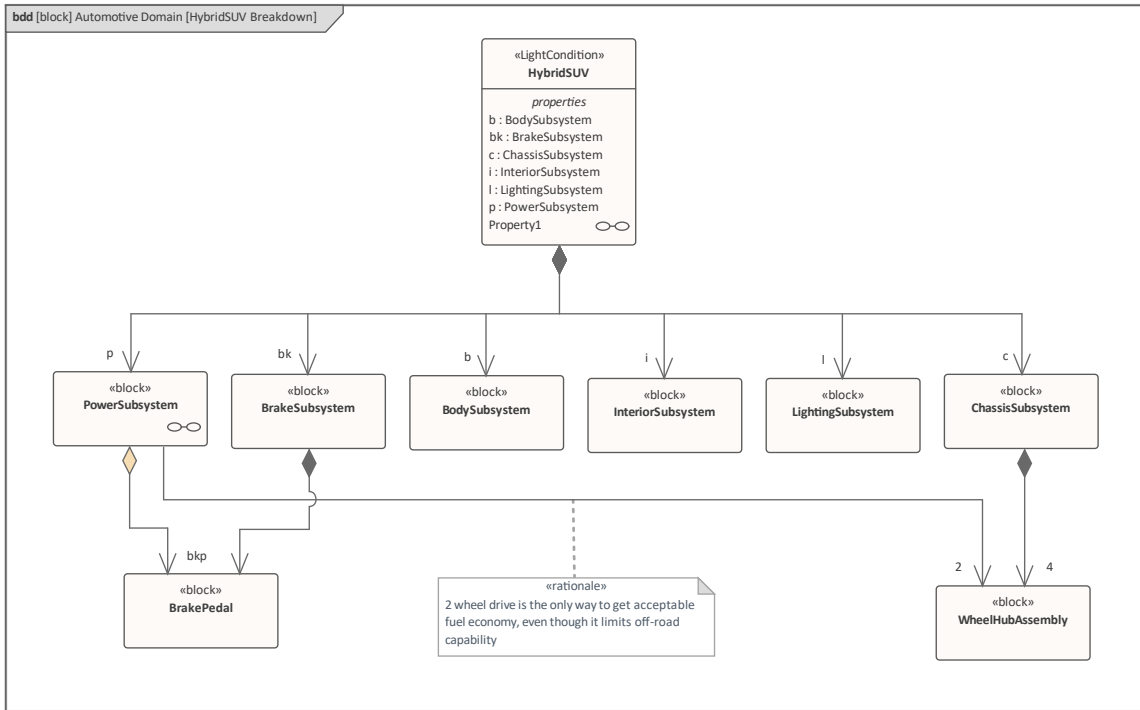 bdd [block] Automotive Domain [HybridSUV Breakdown]
«LightCondition»
HybridSUV
properties
b : BodySubsystem
bk : BrakeSubsystem
c : ChassisSubsystem
i : InteriorSubsystem
l : LightingSubsystem
p : PowerSubsystem
Property1
p
bk
b
i
l
c
«block»
PowerSubsystem
«block»
BrakeSubsystem
«block»
BodySubsystem
«block»
InteriorSubsystem
«block»
LightingSubsystem
«block»
ChassisSubsystem
bkp
2
4
«block»
BrakePedal
«rationale»
2 wheel drive is the only way to get acceptable
fuel economy, even though it limits off-road
capability
«block»
WheelHubAssembly